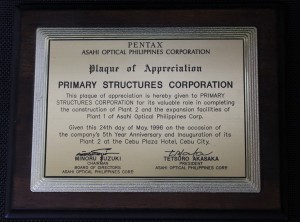 PENTAX
ASAHI OPTICAL PHILIPPINES CORPORATION
Plaque of Appreciation
PRIMARY STRUCTURES CORPORATION
This plaque of appreciation is hereby given to PRIMARY
STRUCTURES CORPORATION for its valuable role in completing
the construction of Plant 2 and the expansion facilities of
Plant 1 of Asahi Optical Philippines Corp.
Given this 24th day of May, 1996 on the occasion of
the company's 5th Year Anniversary and Inauguration of its
Plant 2 at the Cebu Plaza Hotel, Cebu City.
MINORU SUZUKI
CHAIRMAN
BOARD OF DIRECTORS
ASAHI OPTICAL PHILIPPINES CORP.
TETSURO AKASAKA
PRESIDENT
ASAHI OPTICAL PHILIPPINES CORP